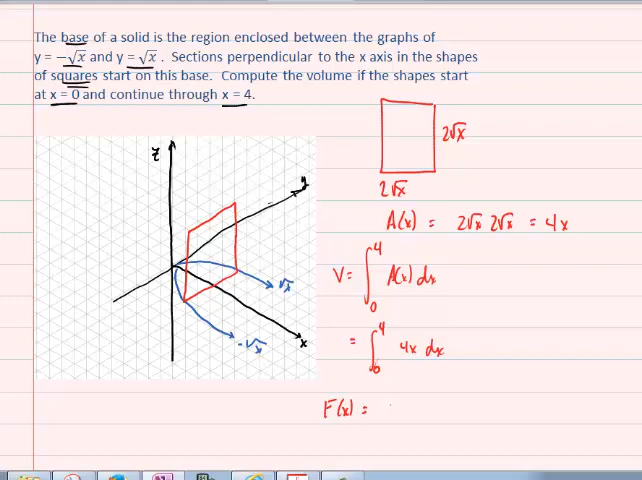 The base of a solid is the region enclosed between the graphs of
y = −√x and y = √x . Sections perpendicular to the x axis in the shapes
of squares start on this base. Compute the volume if the shapes start
at x = 0 and continue through x = 4.
2√x
2√x
A(x) = 2√x 2√x = 4x
V = ∫₀⁴ A(x) dx
= ∫₀⁴ 4x dx
F(x) =
z
y
√x
-√x
x